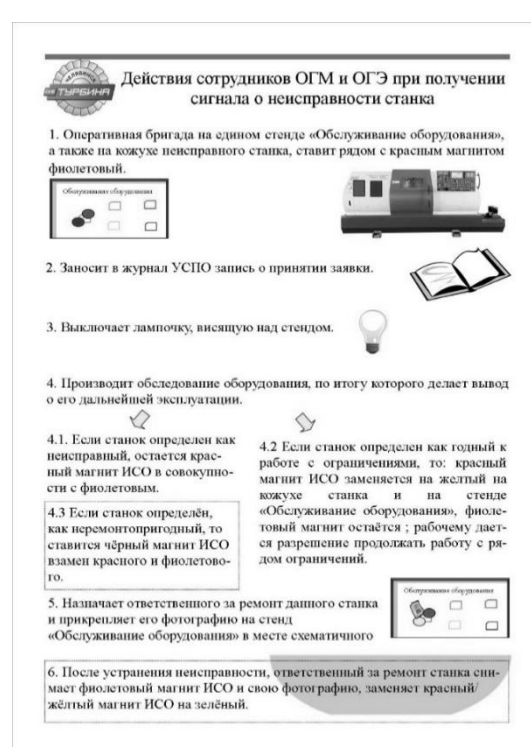 ЧЕЛЯБИНСК
ТУРБИНА
Действия сотрудников ОГМ и ОГЭ при получении
сигнала о неисправности станка
1. Оперативная бригада на едином стенде «Обслуживание оборудования»,
а также на кожухе неисправного станка, ставит рядом с красным магнитом
фиолетовый.
Обслуживание оборудования
2. Заносит в журнал УСПО запись о принятии заявки.
3. Выключает лампочку, висящую над стендом.
4. Производит обследование оборудования, по итогу которого делает вывод
о его дальнейшей эксплуатации.
4.1. Если станок определен как
неисправный, остается крас-
ный магнит ИСО в совокупно-
сти с фиолетовым.
4.3 Если станок определён,
как неремонтопригодный, то
ставится чёрный магнит ИСО
взамен красного и фиолетово-
го.
4.2 Если станок определен как годный к
работе с ограничениями, то: красный
магнит ИСО заменяется на желтый на
кожухе станка и на стенде
«Обслуживание оборудования», фиоле-
товый магнит остаётся ; рабочему дает-
ся разрешение продолжать работу с ря-
дом ограничений.
5. Назначает ответственного за ремонт данного станка
и прикрепляет его фотографию на стенд
«Обслуживание оборудования» в месте схематичного
Обслуживание оборудования
6. После устранения неисправности, ответственный за ремонт станка сни-
мает фиолетовый магнит ИСО и свою фотографию, заменяет красный/
жёлтый магнит ИСО на зелёный.